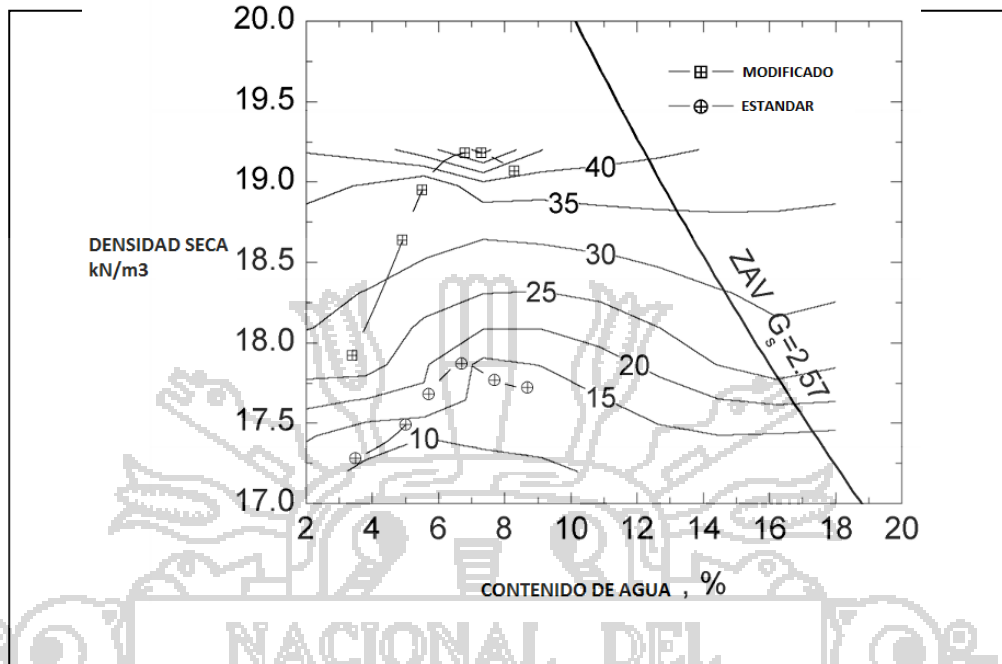 20.0
19.5
19.0
18.5
18.0
17.5
17.0
DENSIDAD SECA
kN/m3
MODIFICADO
ESTANDAR
40
35
30
25
20
15
10
ZAV Gs=2.57
2 4 6 8 10 12 14 16 18 20
CONTENIDO DE AGUA , %
NACIONAL DEL